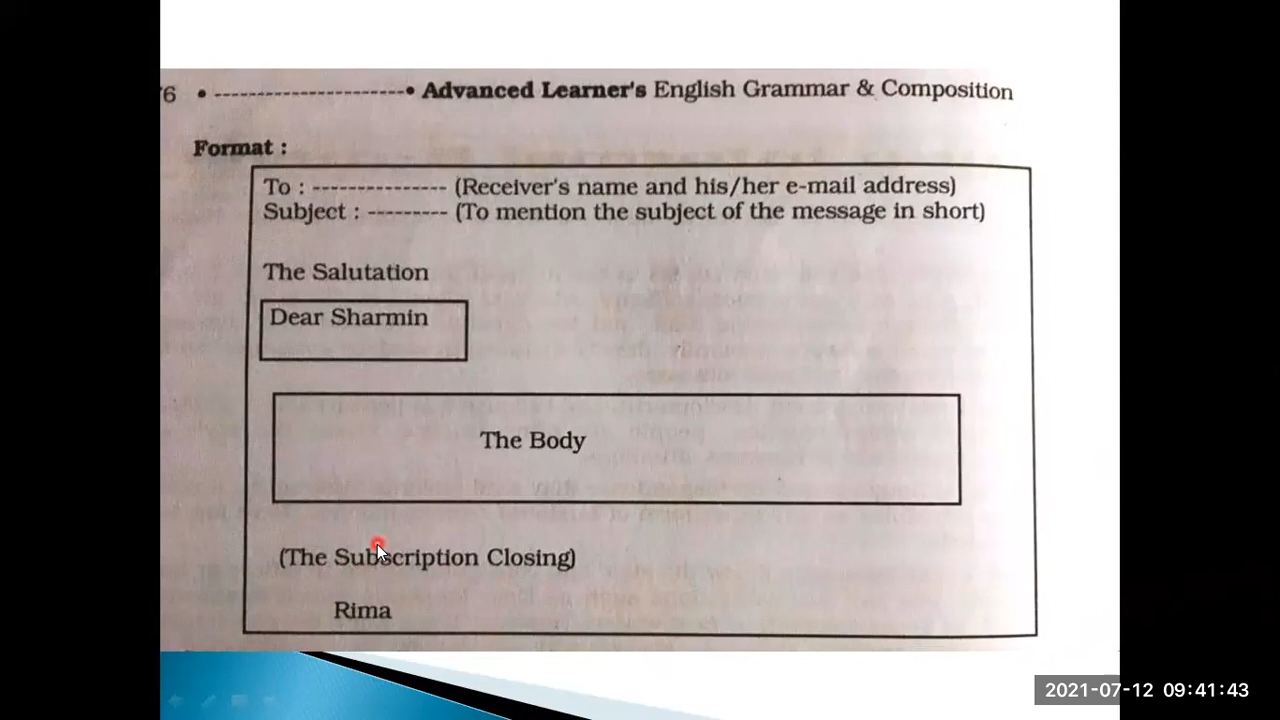 6 • ----------------------• Advanced Learner's English Grammar & Composition
Format :
To : --------------- (Receiver's name and his/her e-mail address)
Subject : --------- (To mention the subject of the message in short)
The Salutation
Dear Sharmin
The Body
(The Subscription Closing)
Rima
2021-07-12 09:41:43